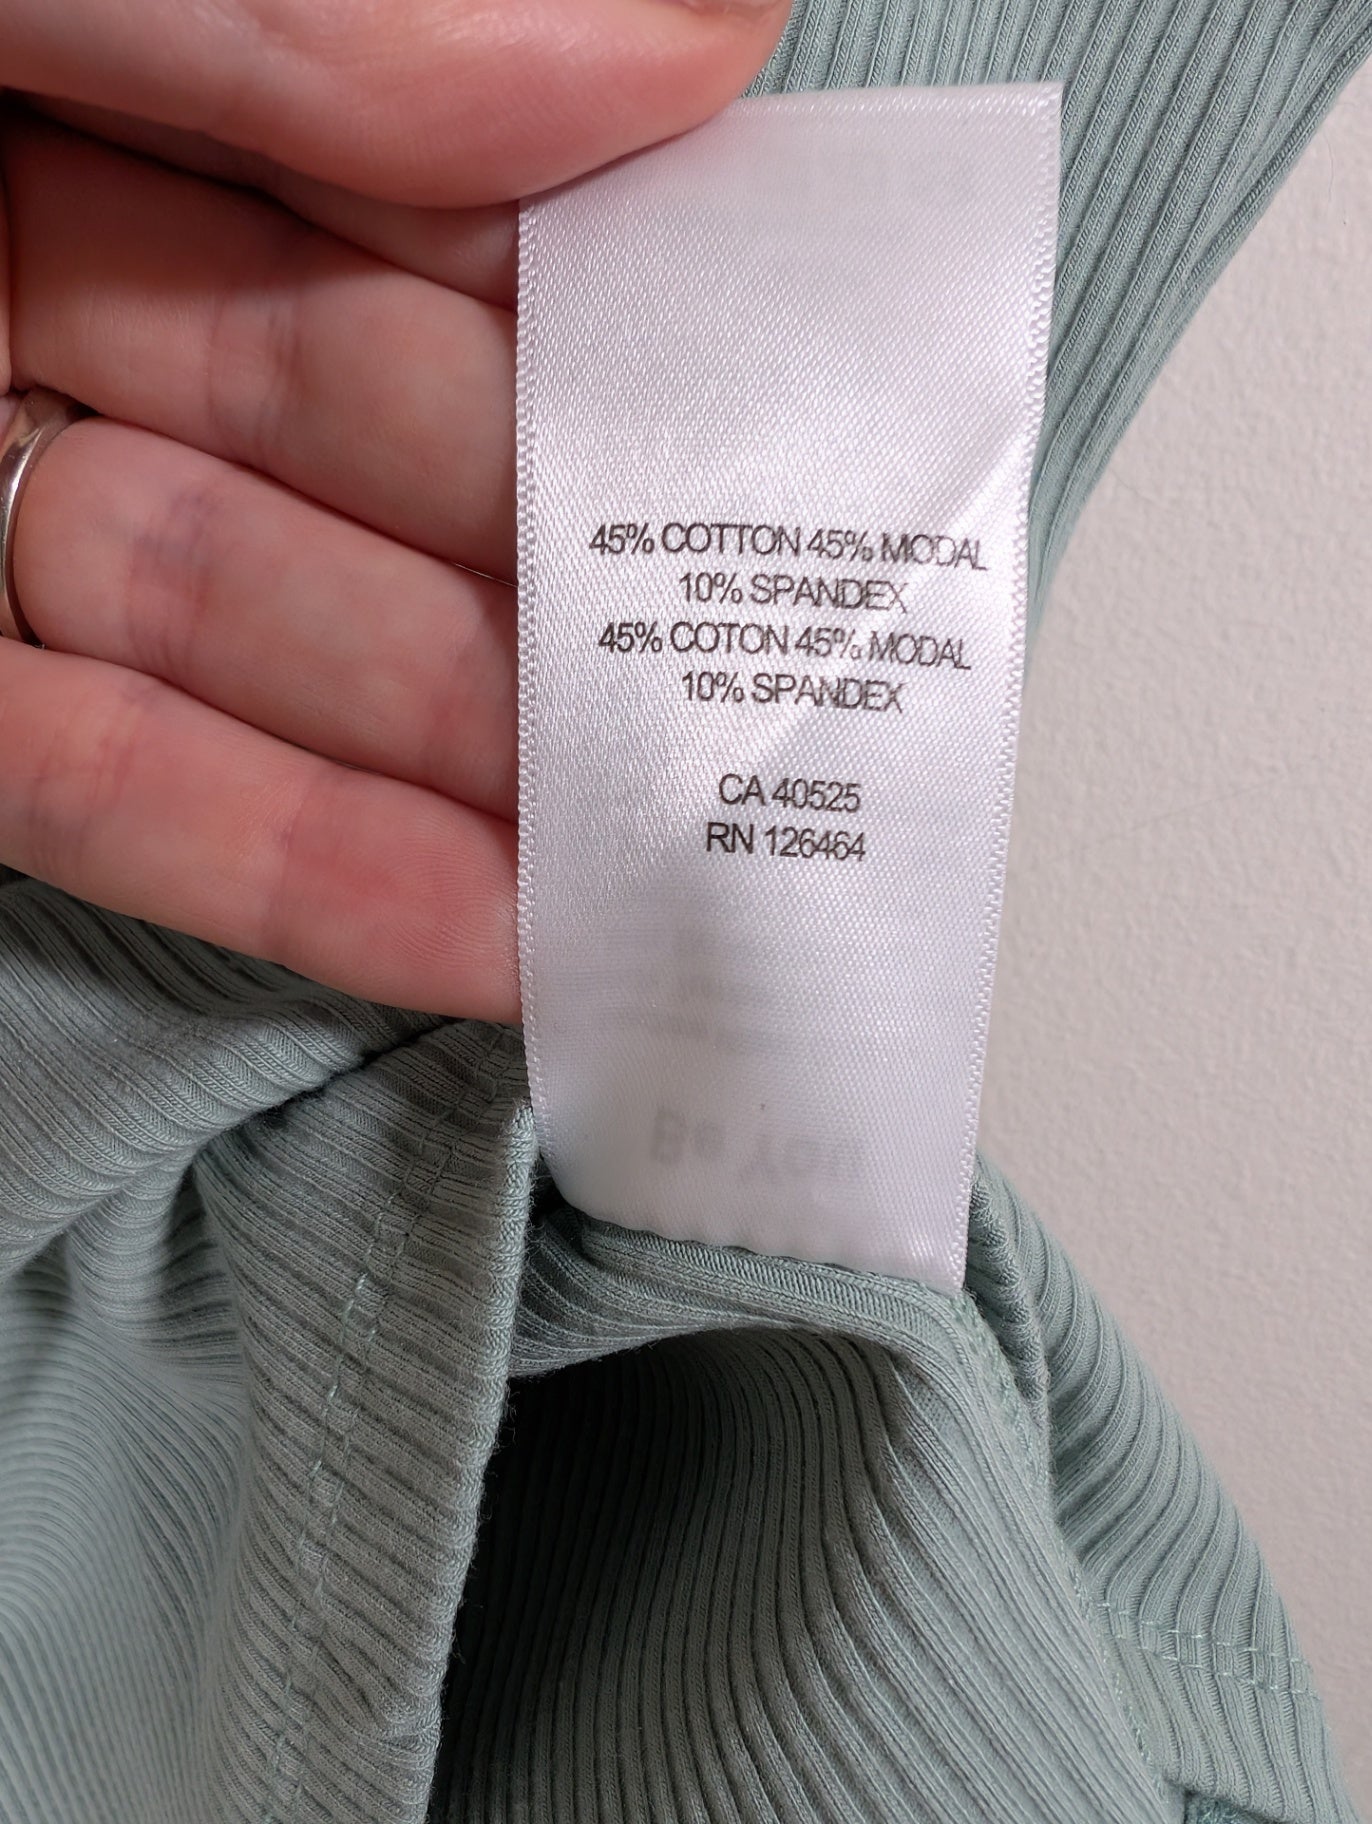 45% COTTON 45% MODAL
10% SPANDEX
45% COTON 45% MODAL
10% SPANDEX
CA 40525
RN 126464